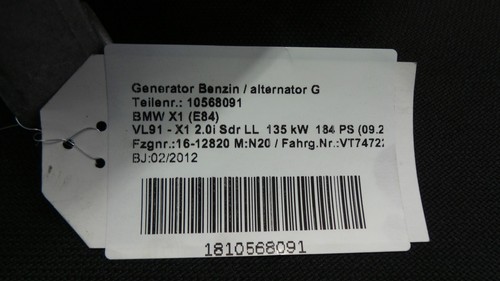 Generator Benzin / alternator G
Teilenr.: 10568091
BMW X1 (E84)
VL91 - X1 2.0i Sdr LL 135 kW 184 PS (09.2
Fzgnr.:16-12820 M:N20 / Fahrg.Nr.:VT74722
BJ:02/2012
1810568091